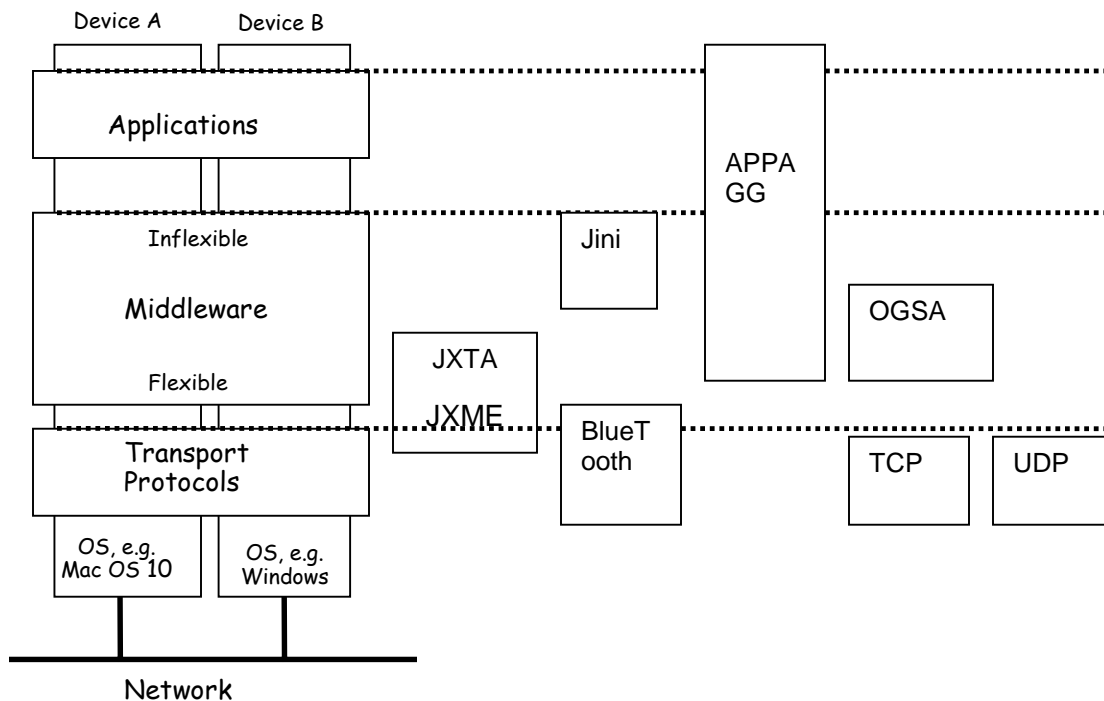 Device A
Device B
Applications
Inflexible
Middleware
Flexible
Transport
Protocols
OS, e.g.
Mac OS 10
OS, e.g.
Windows
Network
JXTA
JXME
Jini
BlueT
ooth
APPA
GG
OGSA
TCP
UDP